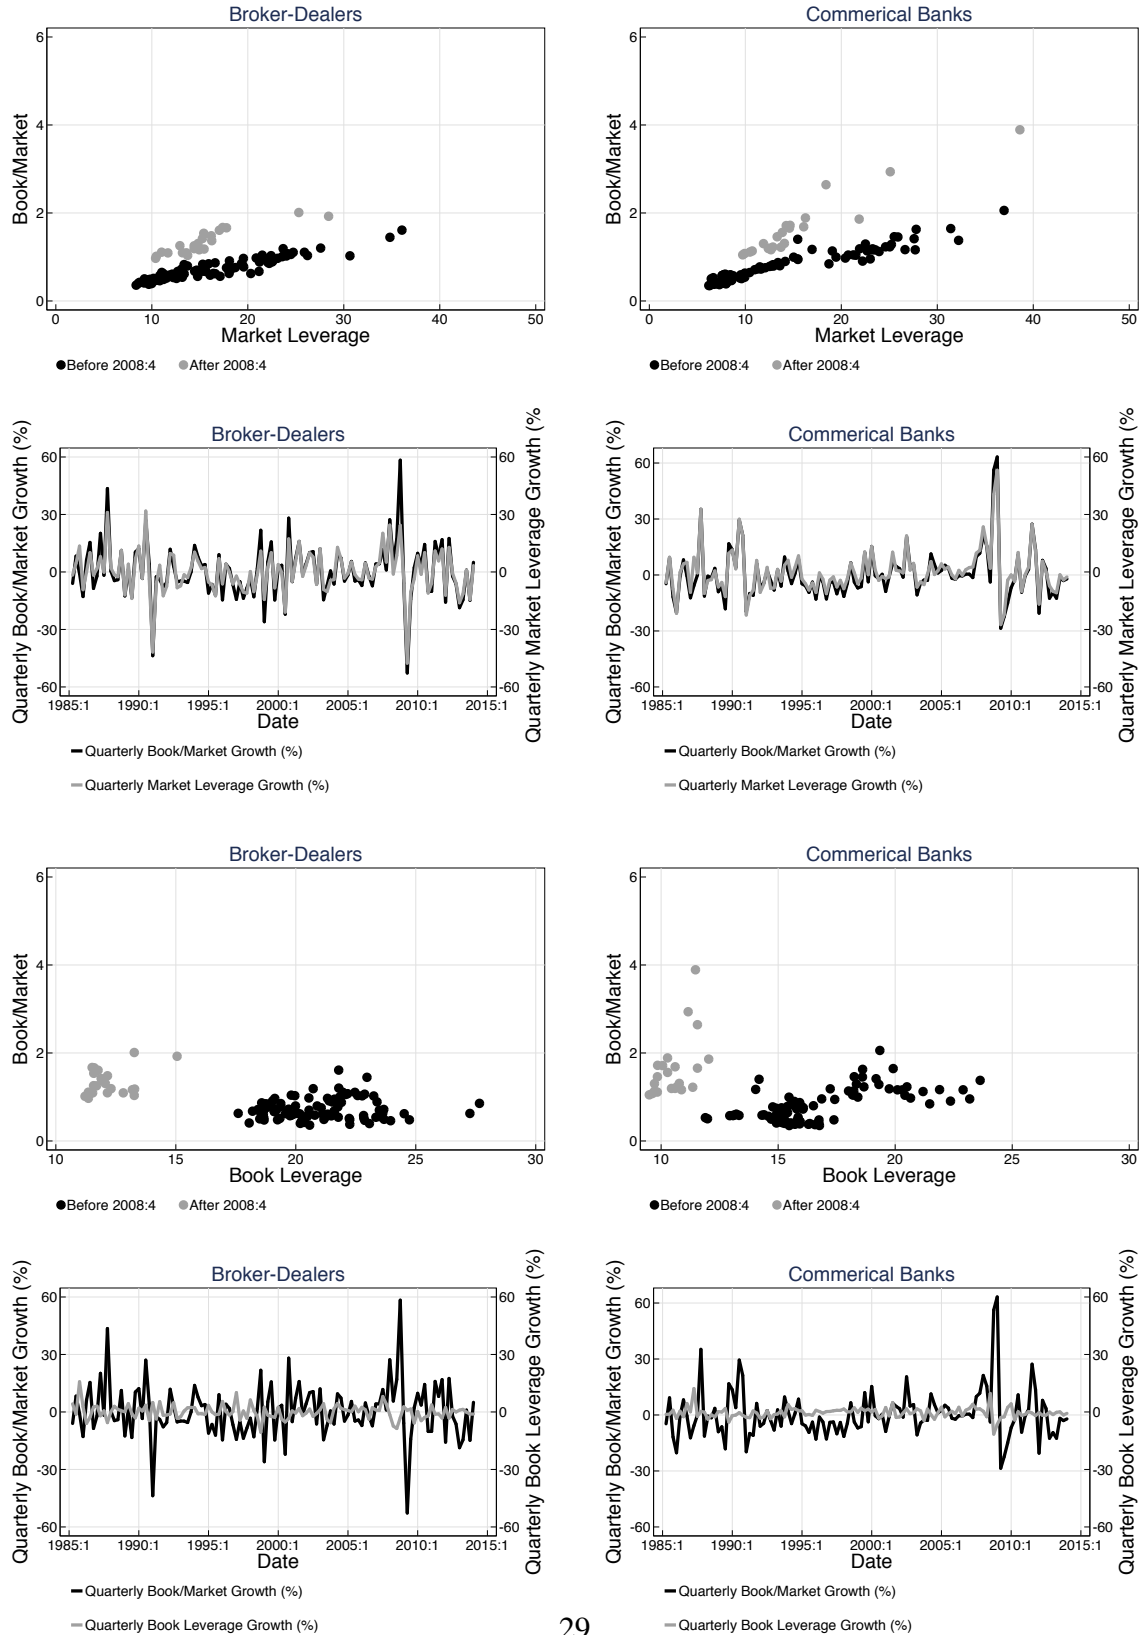 Broker-Dealers
Book/Market
6
4
2
0
0 10 20 30 40 50
Market Leverage
Before 2008:4 After 2008:4
Commerical Banks
Book/Market
6
4
2
0
0 10 20 30 40 50
Market Leverage
Before 2008:4 After 2008:4
Broker-Dealers
Quarterly Book/Market Growth (%)
60
30
0
-30
-60
Quarterly Market Leverage Growth (%
60
30
0
-30
-60
1985:1 1990:1 1995:1 2000:1 2005:1 2010:1 2015:1
Date
Quarterly Book/Market Growth (%)
Quarterly Market Leverage Growth (%)
Commerical Banks
Quarterly Book/Market Growth (%)
60
30
0
-30
-60
Quarterly Market Leverage Growth (%
60
30
0
-30
-60
1985:1 1990:1 1995:1 2000:1 2005:1 2010:1 2015:1
Date
Quarterly Book/Market Growth (%)
Quarterly Market Leverage Growth (%)
Broker-Dealers
Book/Market
6
4
2
0
10 15 20 25 30
Book Leverage
Before 2008:4 After 2008:4
Commerical Banks
Book/Market
6
4
2
0
10 15 20 25 30
Book Leverage
Before 2008:4 After 2008:4
Broker-Dealers
Quarterly Book/Market Growth (%)
60
30
0
-30
-60
Quarterly Book Leverage Growth (%)
60
30
0
-30
-60
1985:1 1990:1 1995:1 2000:1 2005:1 2010:1 2015:1
Date
Quarterly Book/Market Growth (%)
Quarterly Book Leverage Growth (%)
Commerical Banks
Quarterly Book/Market Growth (%)
60
30
0
-30
-60
Quarterly Book Leverage Growth (%)
60
30
0
-30
-60
1985:1 1990:1 1995:1 2000:1 2005:1 2010:1 2015:1
Date
Quarterly Book/Market Growth (%)
Quarterly Book Leverage Growth (%)
29